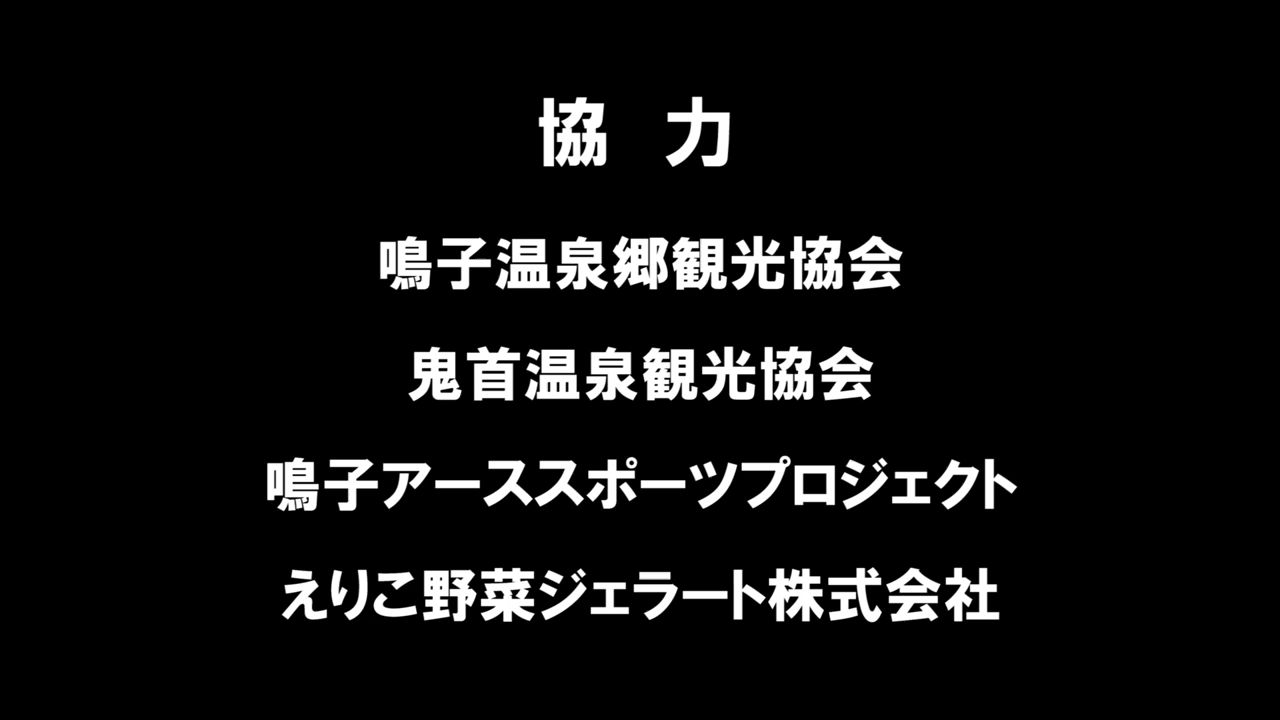 協　力
鳴子温泉郷観光協会
鬼首温泉観光協会
鳴子アーススポーツプロジェクト
えりこ野菜ジェラート株式会社